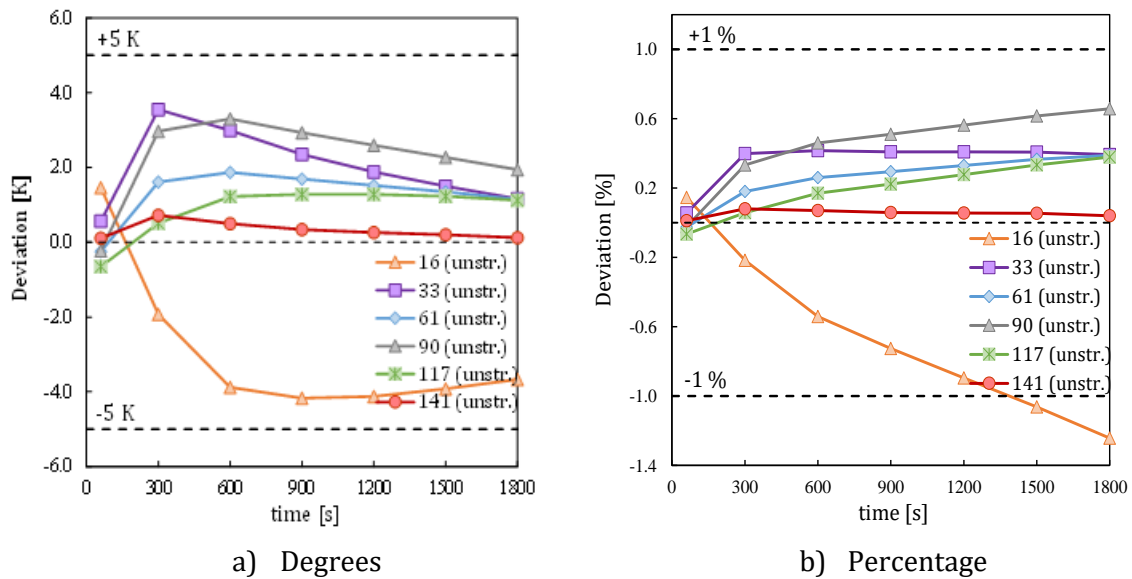 6.0
+5 K
4.0
2.0
0.0
-2.0
-4.0
-5 K
-6.0
Deviation [K]
16 (unstr.)
33 (unstr.)
61 (unstr.)
90 (unstr.)
117 (unstr.)
141 (unstr.)
0 300 600 900 1200 1500 1800
time [s]
a) Degrees
+1 %
1.0
0.6
0.2
-0.2
-0.6
-1 %
-1.0
-1.4
Deviation [%]
16 (unstr.)
33 (unstr.)
61 (unstr.)
90 (unstr.)
117 (unstr.)
141 (unstr.)
0 300 600 900 1200 1500 1800
time [s]
b) Percentage